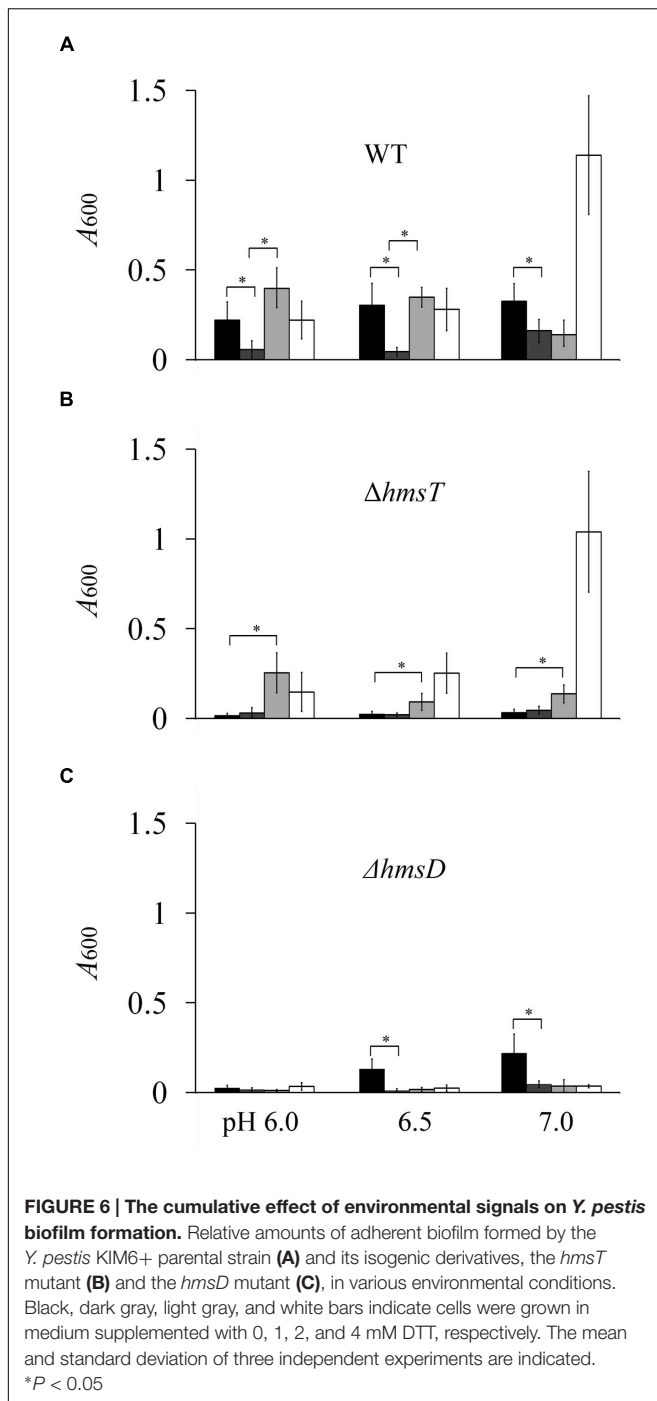 A
1.5
WT
1
A600
* * * * *
0.5
0
B
1.5
ΔhmsT
1
A600
* * *
0.5
0
C
1.5
ΔhmsD
1
A600
0.5
* *
0
pH 6.0 6.5 7.0
FIGURE 6 | The cumulative effect of environmental signals on Y. pestis
biofilm formation. Relative amounts of adherent biofilm formed by the
Y. pestis KIM6+ parental strain (A) and its isogenic derivatives, the hmsT
mutant (B) and the hmsD mutant (C), in various environmental conditions.
Black, dark gray, light gray, and white bars indicate cells were grown in
medium supplemented with 0, 1, 2, and 4 mM DTT, respectively. The mean
and standard deviation of three independent experiments are indicated.
*P < 0.05